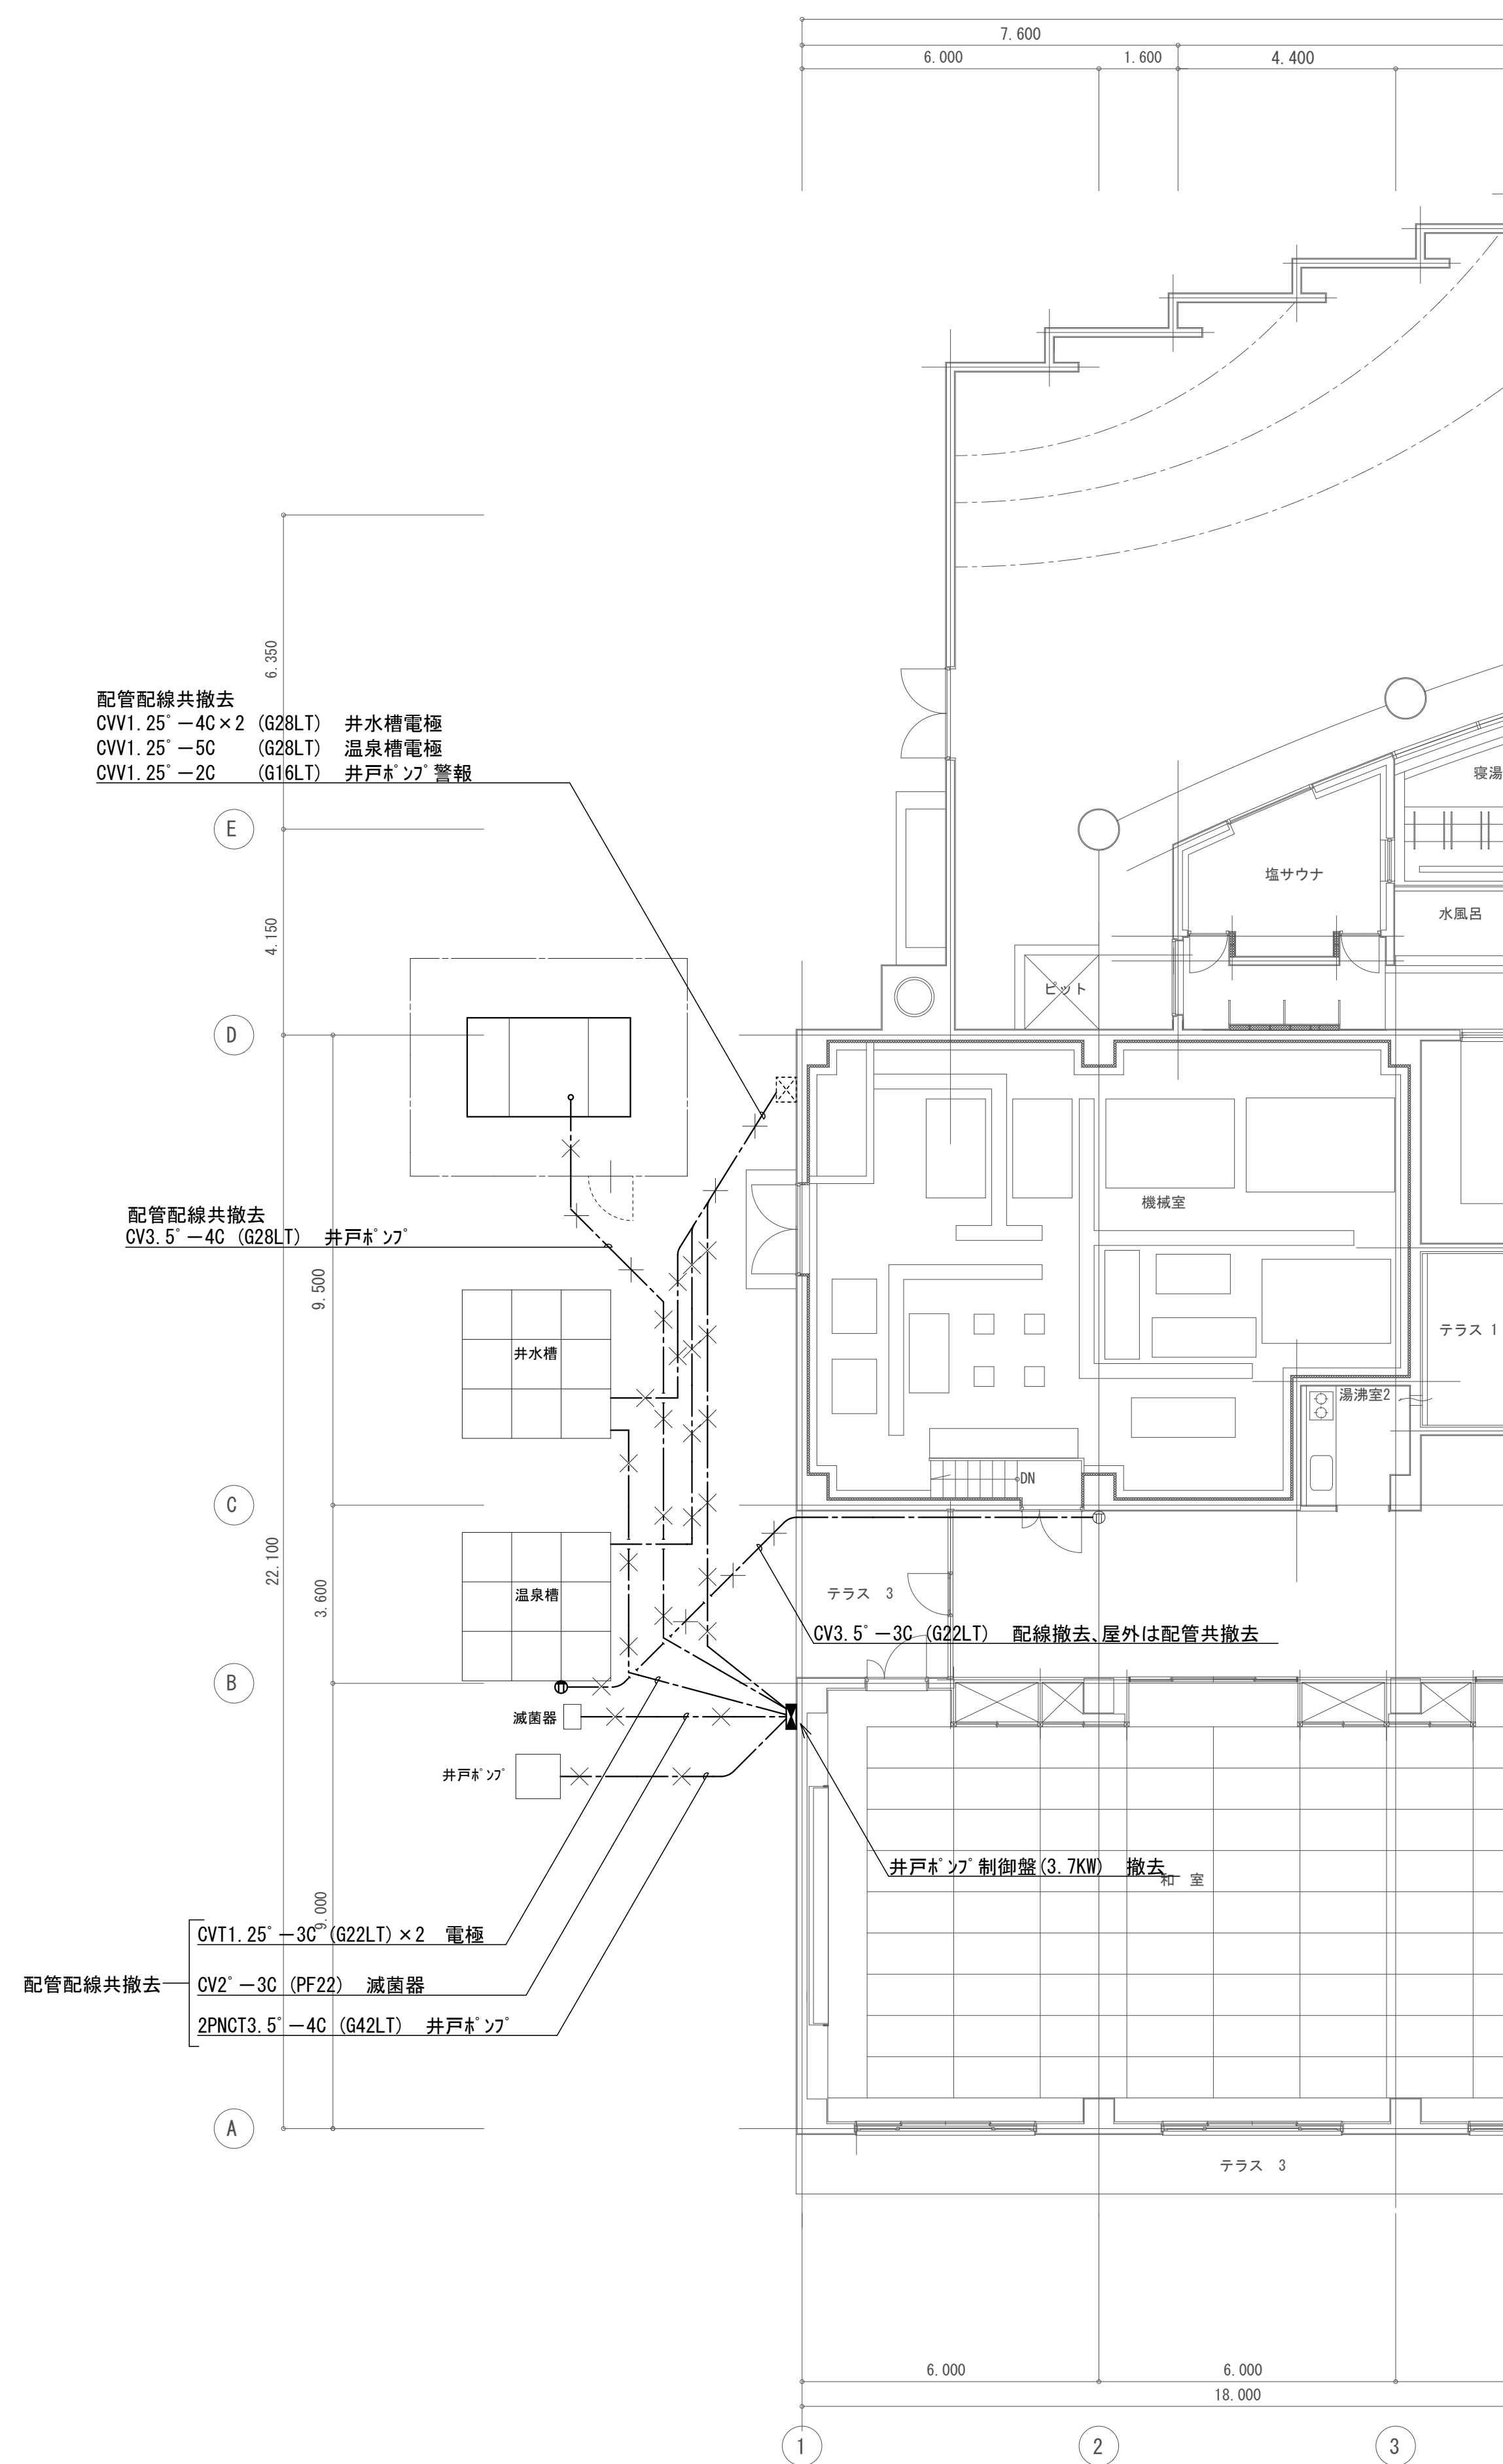 7.600
6.000
1.600
4.400
6.350
配管配線共撤去
CVV1.25°－4C×2 (G28LT) 井水槽電極
CVV1.25°－5C (G28LT) 温泉槽電極
CVV1.25°－2C (G16LT) 井戸ﾎﾟﾝﾌﾟ警報
寝湯
E
塩サウナ
水風呂
4.150
ピット
D
機械室
配管配線共撤去
CV3.5°－4C (G28LT) 井戸ﾎﾟﾝﾌﾟ
9.500
井水槽
テラス 1
湯沸室2
DN
C
22.100
3.600
温泉槽
テラス 3
CV3.5°－3C (G22LT) 配線撤去、屋外は配管共撤去
B
滅菌器
井戸ﾎﾟﾝﾌﾟ
井戸ﾎﾟﾝﾌﾟ制御盤(3.7KW) 撤去
和 室
9.000
CVT1.25°－3C (G22LT)×2 電極
配管配線共撤去
CV2°－3C (PF22) 滅菌器
2PNCT3.5°－4C (G42LT) 井戸ﾎﾟﾝﾌﾟ
A
テラス 3
6.000
6.000
18.000
1
2
3